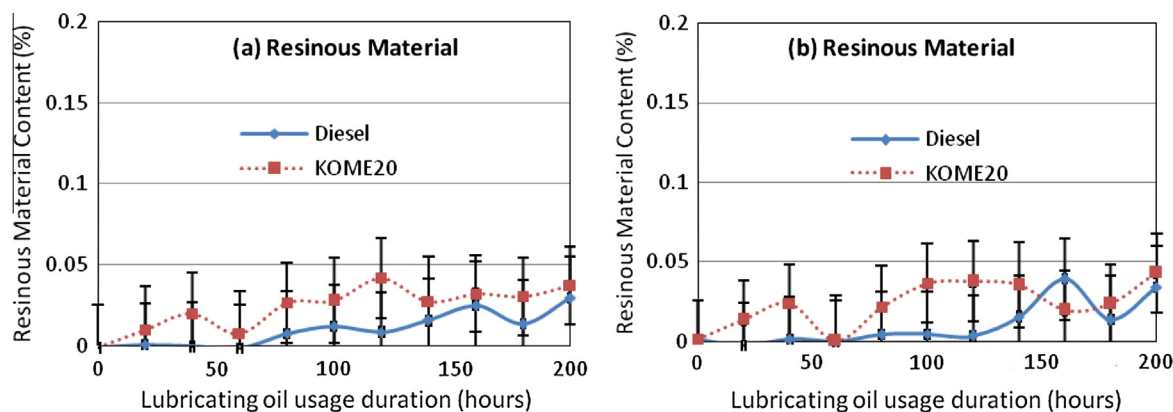 (a) Resinous Material
Resinous Material Content (%)
0.2
0.15
0.1
0.05
0
Diesel
KOME20
0 50 100 150 200
Lubricating oil usage duration (hours)
(b) Resinous Material
Resinous Material Content (%)
0.2
0.15
0.1
0.05
0
Diesel
KOME20
0 50 100 150 200
Lubricating oil usage duration (hours)